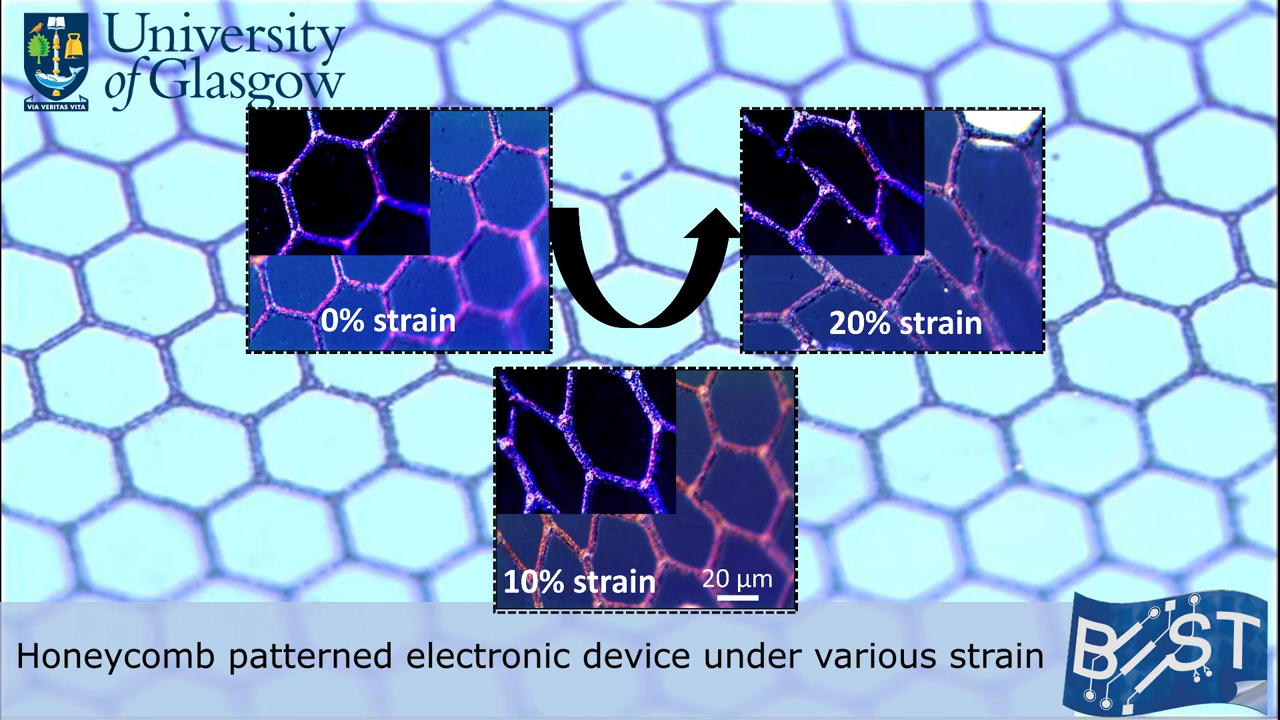 University
of Glasgow
VIA VERITAS VITA
0% strain
20% strain
10% strain
20 µm
Honeycomb patterned electronic device under various strain
BEST